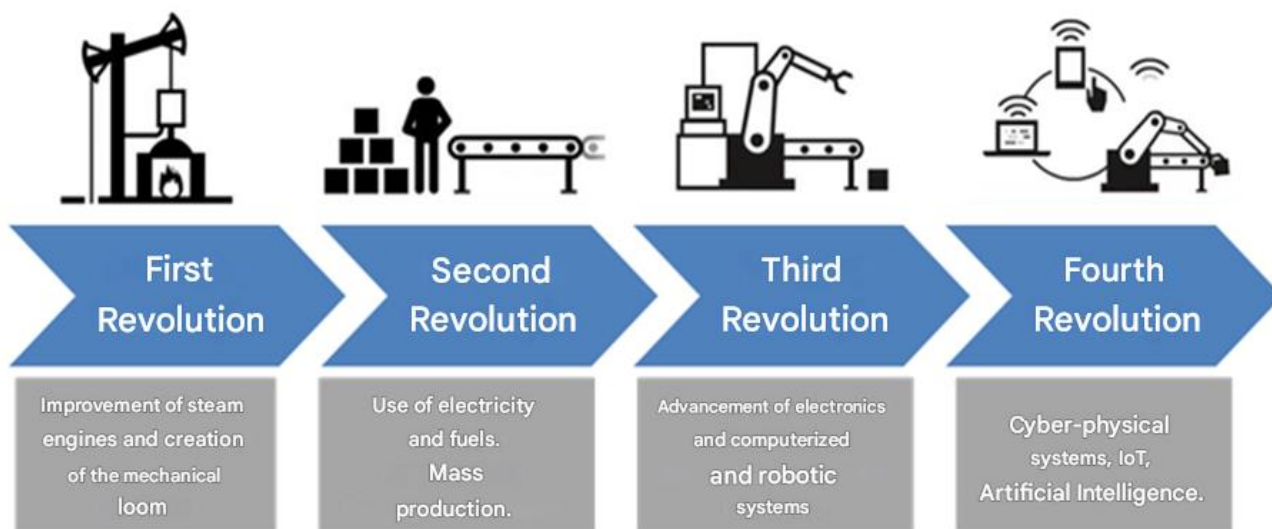 First
Revolution
Second
Revolution
Third
Revolution
Fourth
Revolution
Improvement of steam
engines and creation
of the mechanical
loom
Use of electricity
and fuels.
Mass
production.
Advancement of electronics
and computerized
and robotic
systems
Cyber-physical
systems, IoT,
Artificial Intelligence.